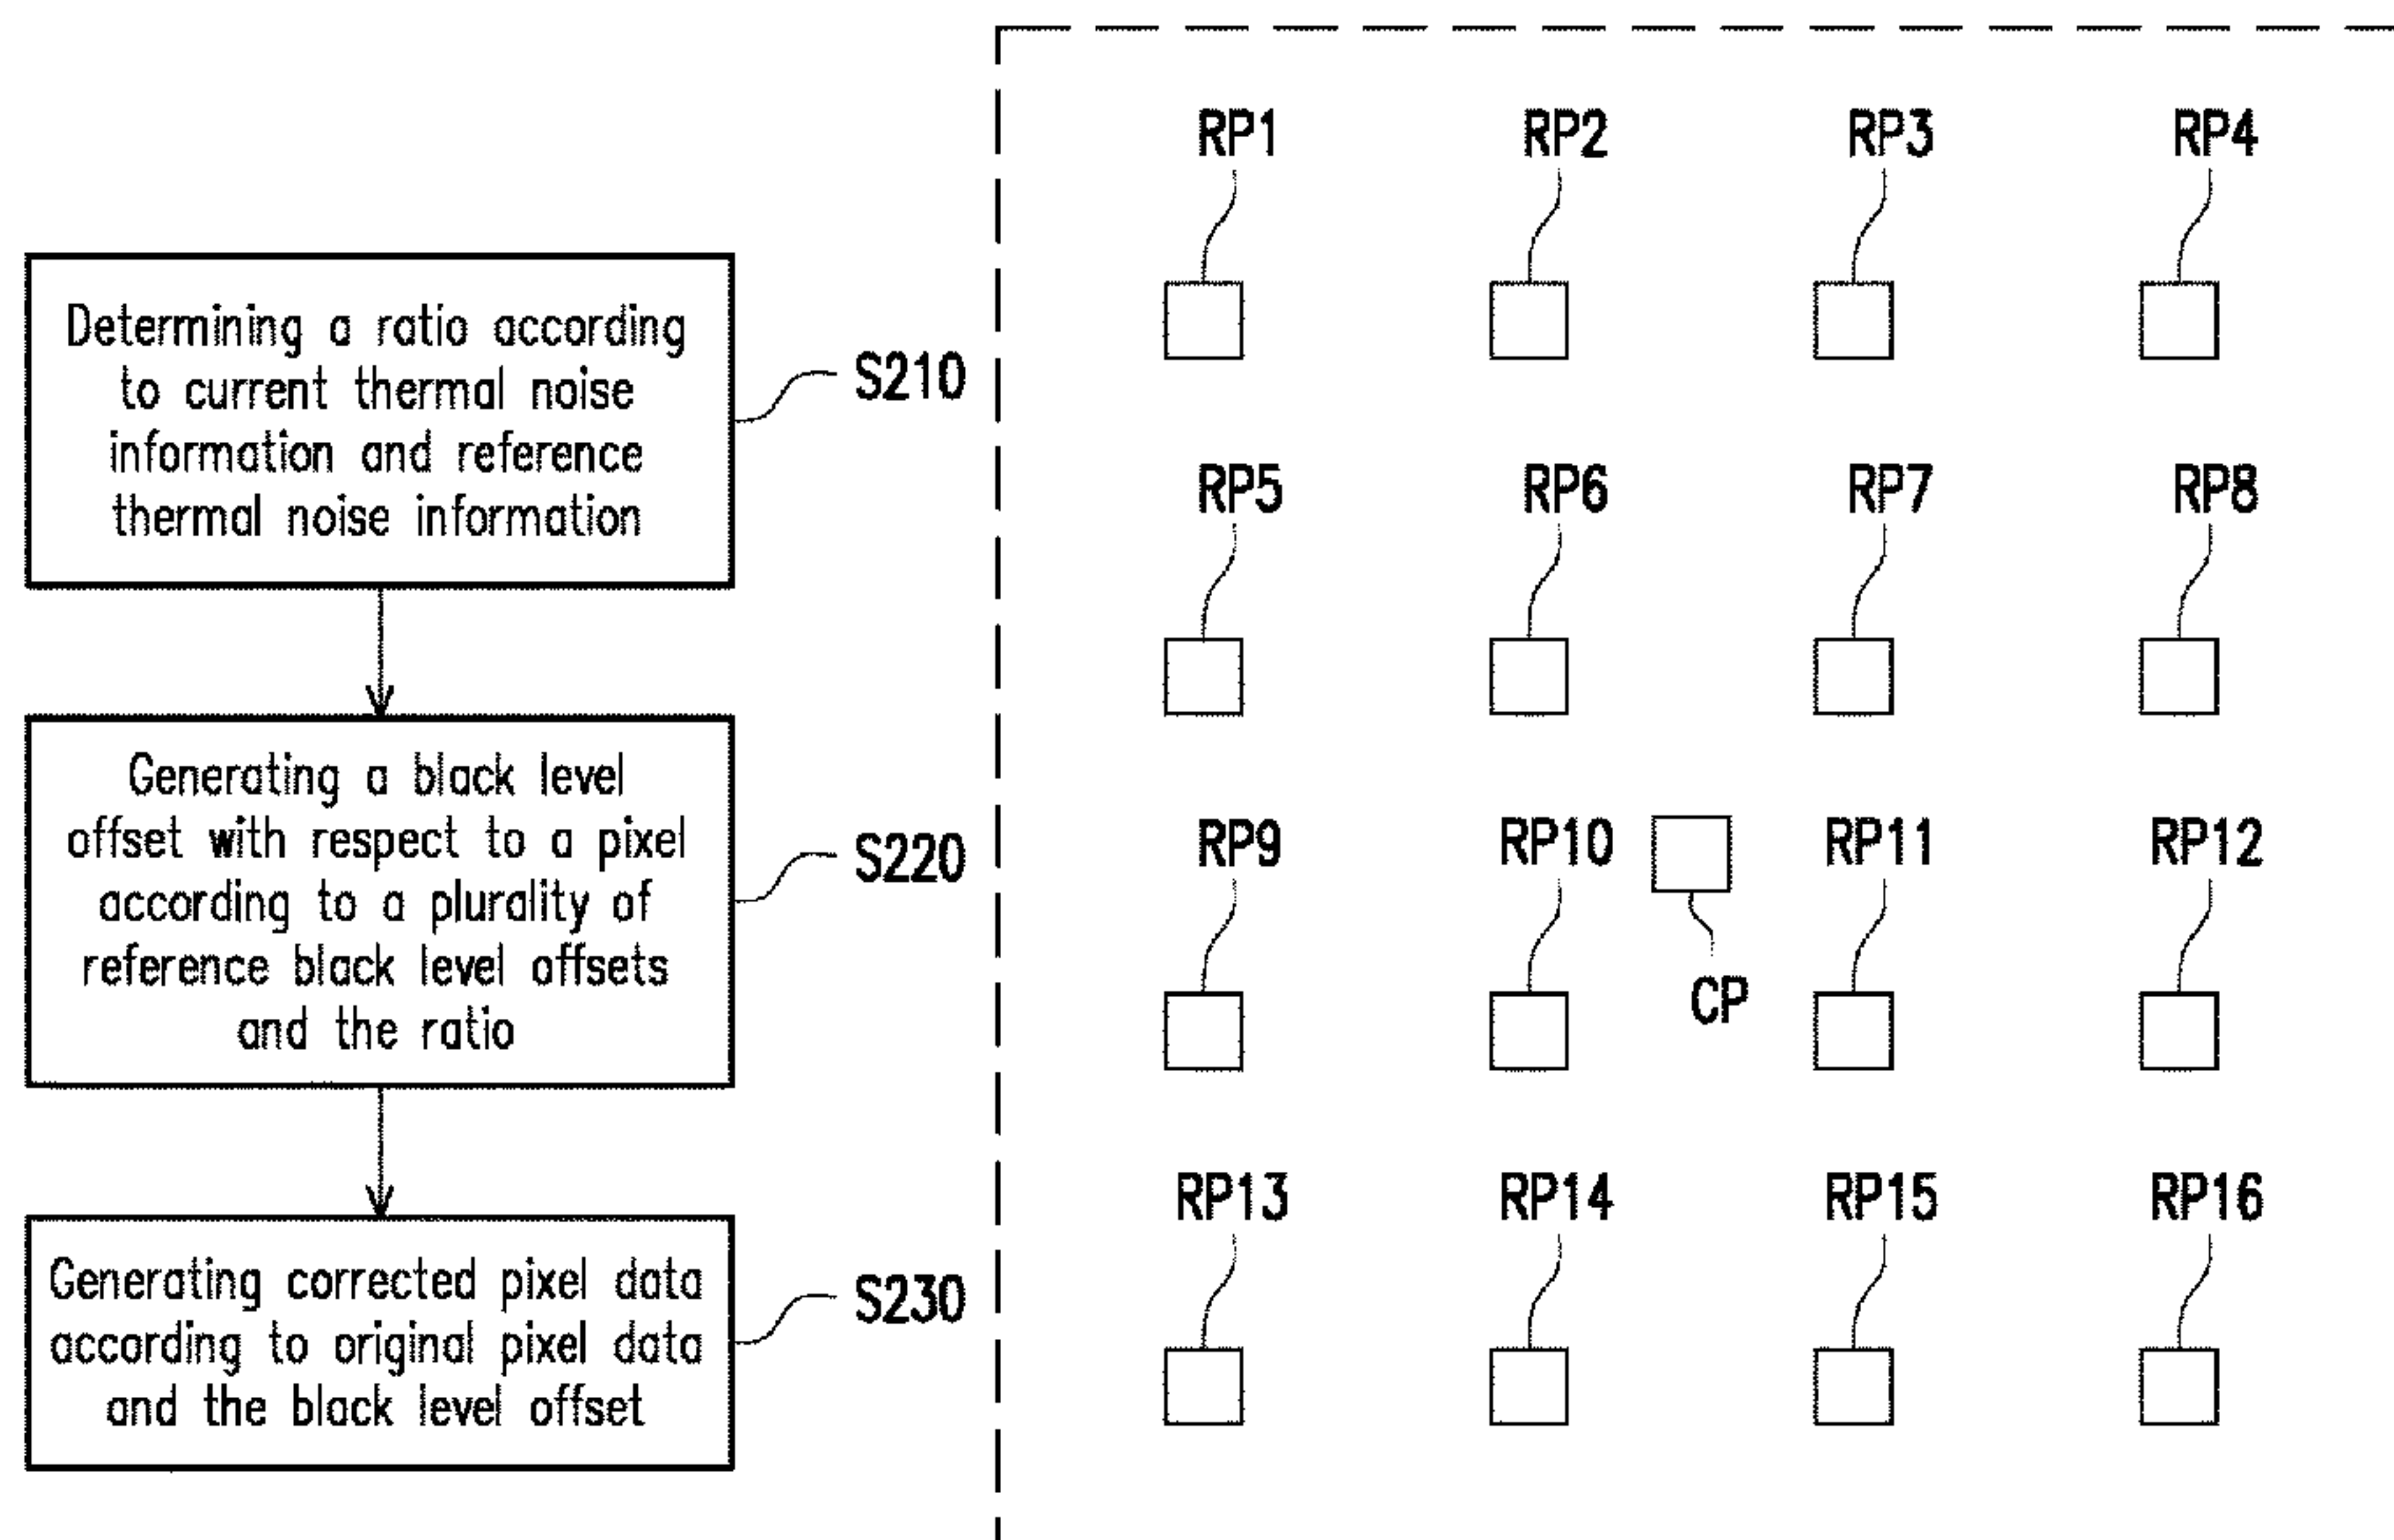 Determining a ratio according
to current thermal noise
information and reference
thermal noise information
S210
Generating a black level
offset with respect to a pixel
according to a plurality of
reference black level offsets
and the ratio
S220
Generating corrected pixel data
according to original pixel data
and the black level offset
S230
RP1 RP2 RP3 RP4
RP5 RP6 RP7 RP8
RP9 RP10 RP11 RP12
CP
RP13 RP14 RP15 RP16